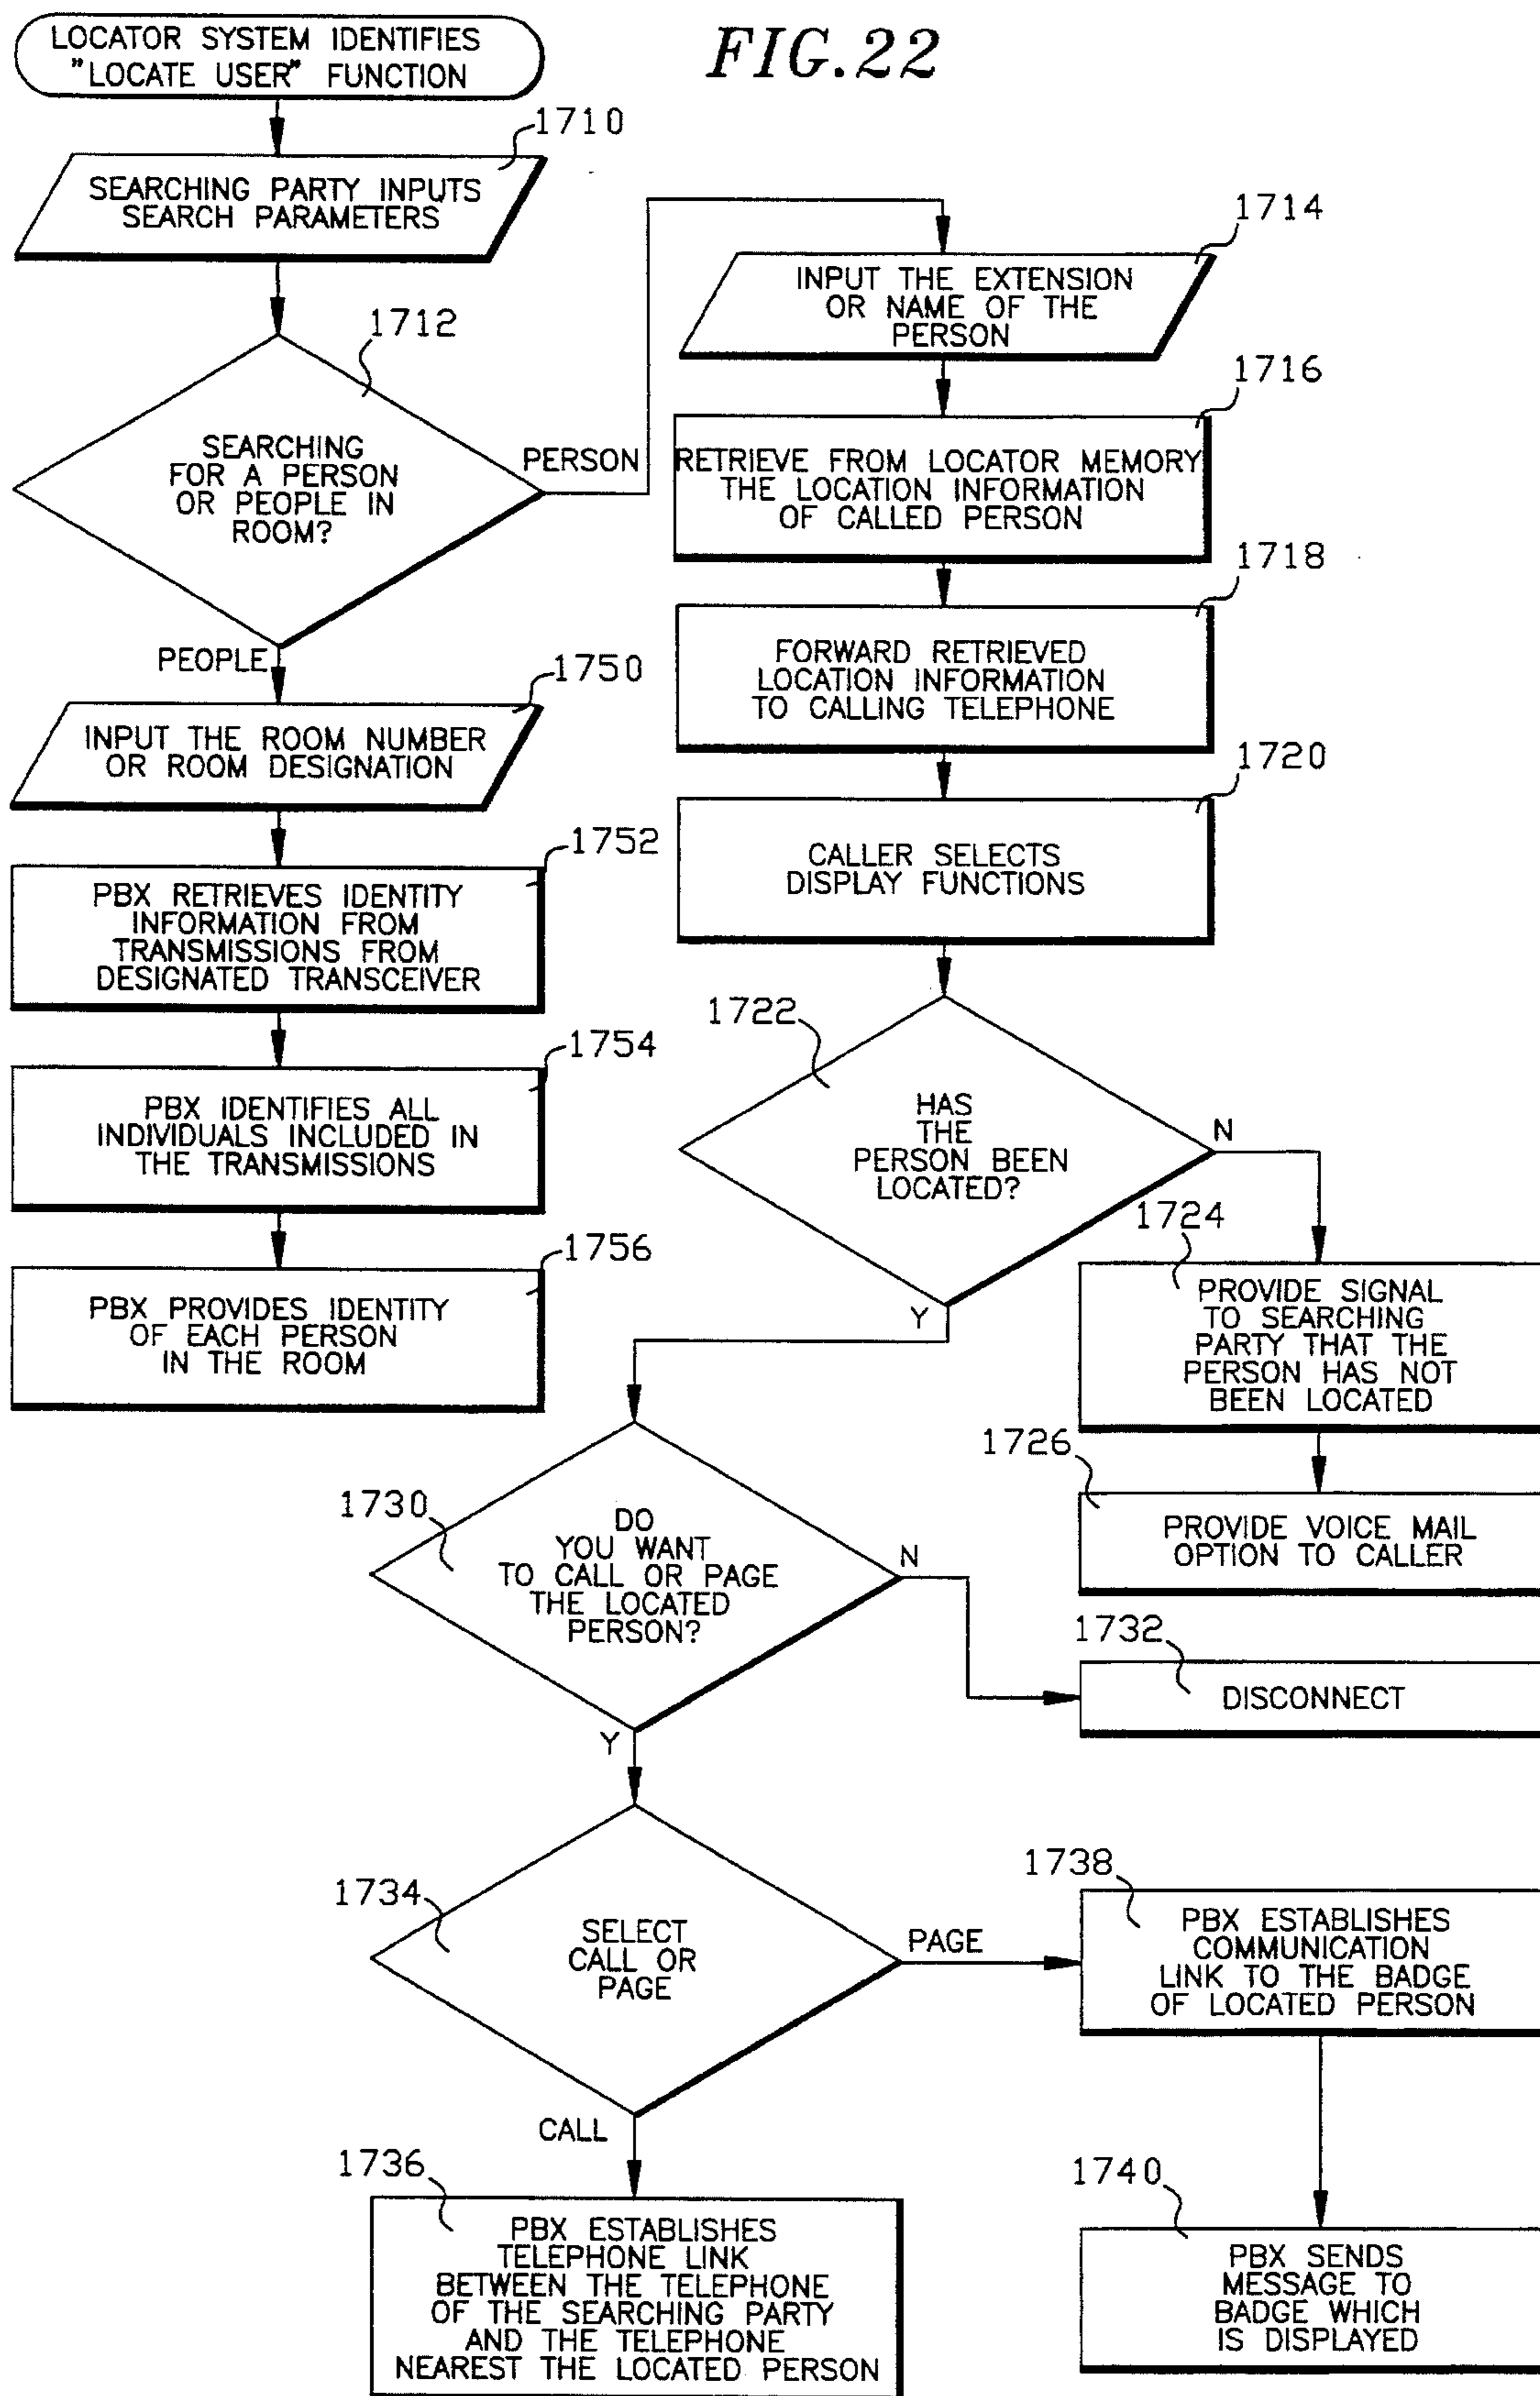 FIG.22
LOCATOR SYSTEM IDENTIFIES
"LOCATE USER" FUNCTION
1710
SEARCHING PARTY INPUTS
SEARCH PARAMETERS
1712
SEARCHING
FOR A PERSON
OR PEOPLE IN
ROOM?
PERSON
PEOPLE
1750
INPUT THE ROOM NUMBER
OR ROOM DESIGNATION
1752
PBX RETRIEVES IDENTITY
INFORMATION FROM
TRANSMISSIONS FROM
DESIGNATED TRANSCEIVER
1754
PBX IDENTIFIES ALL
INDIVIDUALS INCLUDED IN
THE TRANSMISSIONS
1756
PBX PROVIDES IDENTITY
OF EACH PERSON
IN THE ROOM
1714
INPUT THE EXTENSION
OR NAME OF THE
PERSON
1716
RETRIEVE FROM LOCATOR MEMORY
THE LOCATION INFORMATION
OF CALLED PERSON
1718
FORWARD RETRIEVED
LOCATION INFORMATION
TO CALLING TELEPHONE
1720
CALLER SELECTS
DISPLAY FUNCTIONS
1722
HAS
THE
PERSON BEEN
LOCATED?
N
Y
1724
PROVIDE SIGNAL
TO SEARCHING
PARTY THAT THE
PERSON HAS NOT
BEEN LOCATED
1726
PROVIDE VOICE MAIL
OPTION TO CALLER
1730
DO
YOU WANT
TO CALL OR PAGE
THE LOCATED
PERSON?
N
Y
1732
DISCONNECT
1734
SELECT
CALL OR
PAGE
PAGE
CALL
1738
PBX ESTABLISHES
COMMUNICATION
LINK TO THE BADGE
OF LOCATED PERSON
1736
PBX ESTABLISHES
TELEPHONE LINK
BETWEEN THE TELEPHONE
OF THE SEARCHING PARTY
AND THE TELEPHONE
NEAREST THE LOCATED PERSON
1740
PBX SENDS
MESSAGE TO
BADGE WHICH
IS DISPLAYED